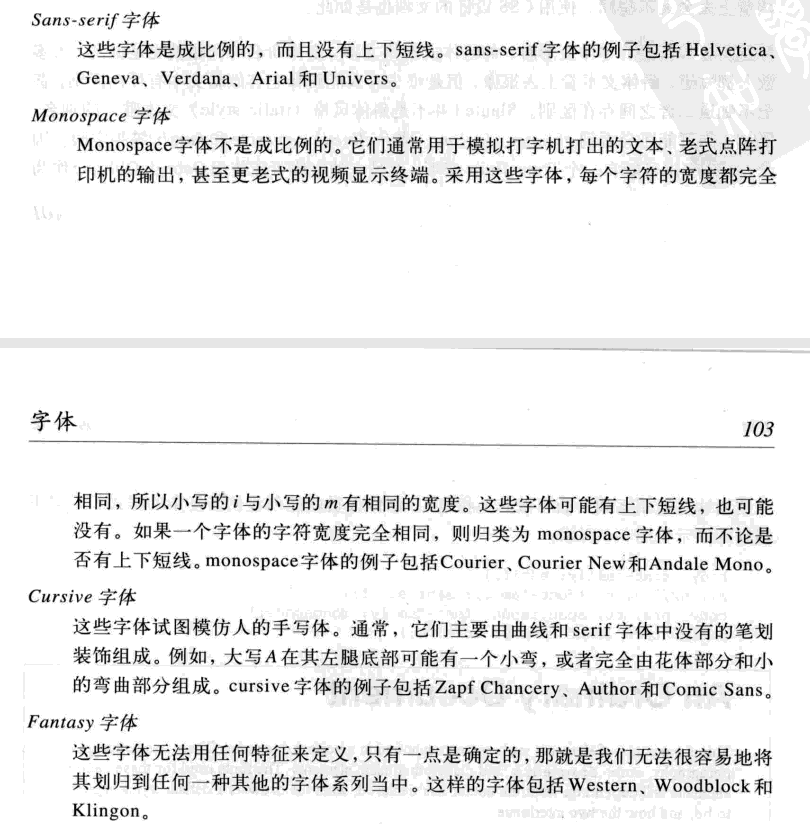 Sans-serif 字体
这些字体是成比例的，而且没有上下短线。sans-serif 字体的例子包括 Helvetica、
Geneva、Verdana、Arial 和 Univers。
Monospace 字体
Monospace字体不是成比例的。它们通常用于模拟打字机打出的文本、老式点阵打
印机的输出，甚至更老式的视频显示终端。采用这些字体，每个字符的宽度都完全
字体
103
相同，所以小写的i与小写的m有相同的宽度。这些字体可能有上下短线，也可能
没有。如果一个字体的字符宽度完全相同，则归类为 monospace 字体，而不论是
否有上下短线。monospace字体的例子包括Courier、Courier New和Andale Mono。
Cursive 字体
这些字体试图模仿人的手写体。通常，它们主要由曲线和 serif 字体中没有的笔划
装饰组成。例如，大写A在其左腿底部可能有一个小弯，或者完全由花体部分和小
的弯曲部分组成。cursive 字体的例子包括 Zapf Chancery、Author 和 Comic Sans。
Fantasy 字体
这些字体无法用任何特征来定义，只有一点是确定的，那就是我们无法很容易地将
其划归到任何一种其他的字体系列当中。这样的字体包括 Western、Woodblock 和
Klingon。